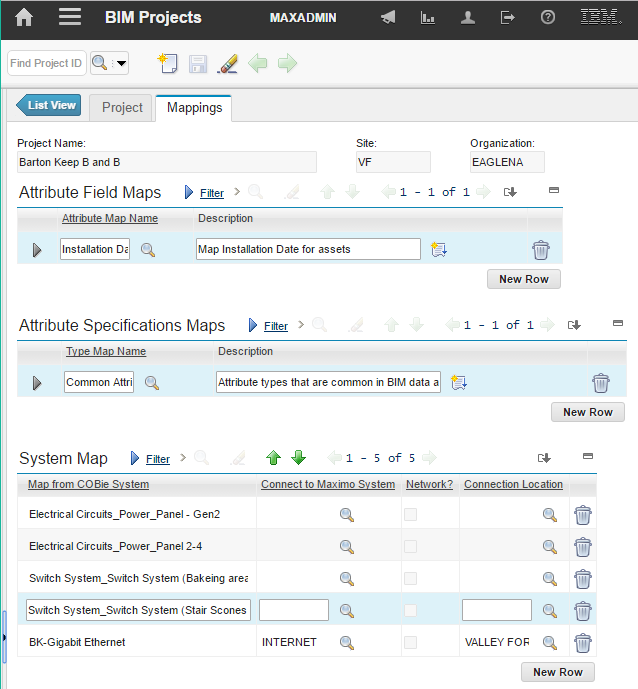 BIM Projects MAXADMIN IBM.
Find Project ID
List View Project Mappings
Project Name: Site: Organization:
Barton Keep B and B VF EAGLENA
Attribute Field Maps Filter 1 - 1 of 1
Attribute Map Name Description
Installation Da Map Installation Date for assets
New Row
Attribute Specifications Maps Filter 1 - 1 of 1
Type Map Name Description
Common Attri Attribute types that are common in BIM data a
New Row
System Map Filter 1 - 5 of 5
Map from COBie System Connect to Maximo System Network? Connection Location
Electrical Circuits_Power_Panel - Gen2
Electrical Circuits_Power_Panel 2-4
Switch System_Switch System (Bakeing area
Switch System_Switch System (Stair Scones
BK-Gigabit Ethernet INTERNET VALLEY FOR
New Row